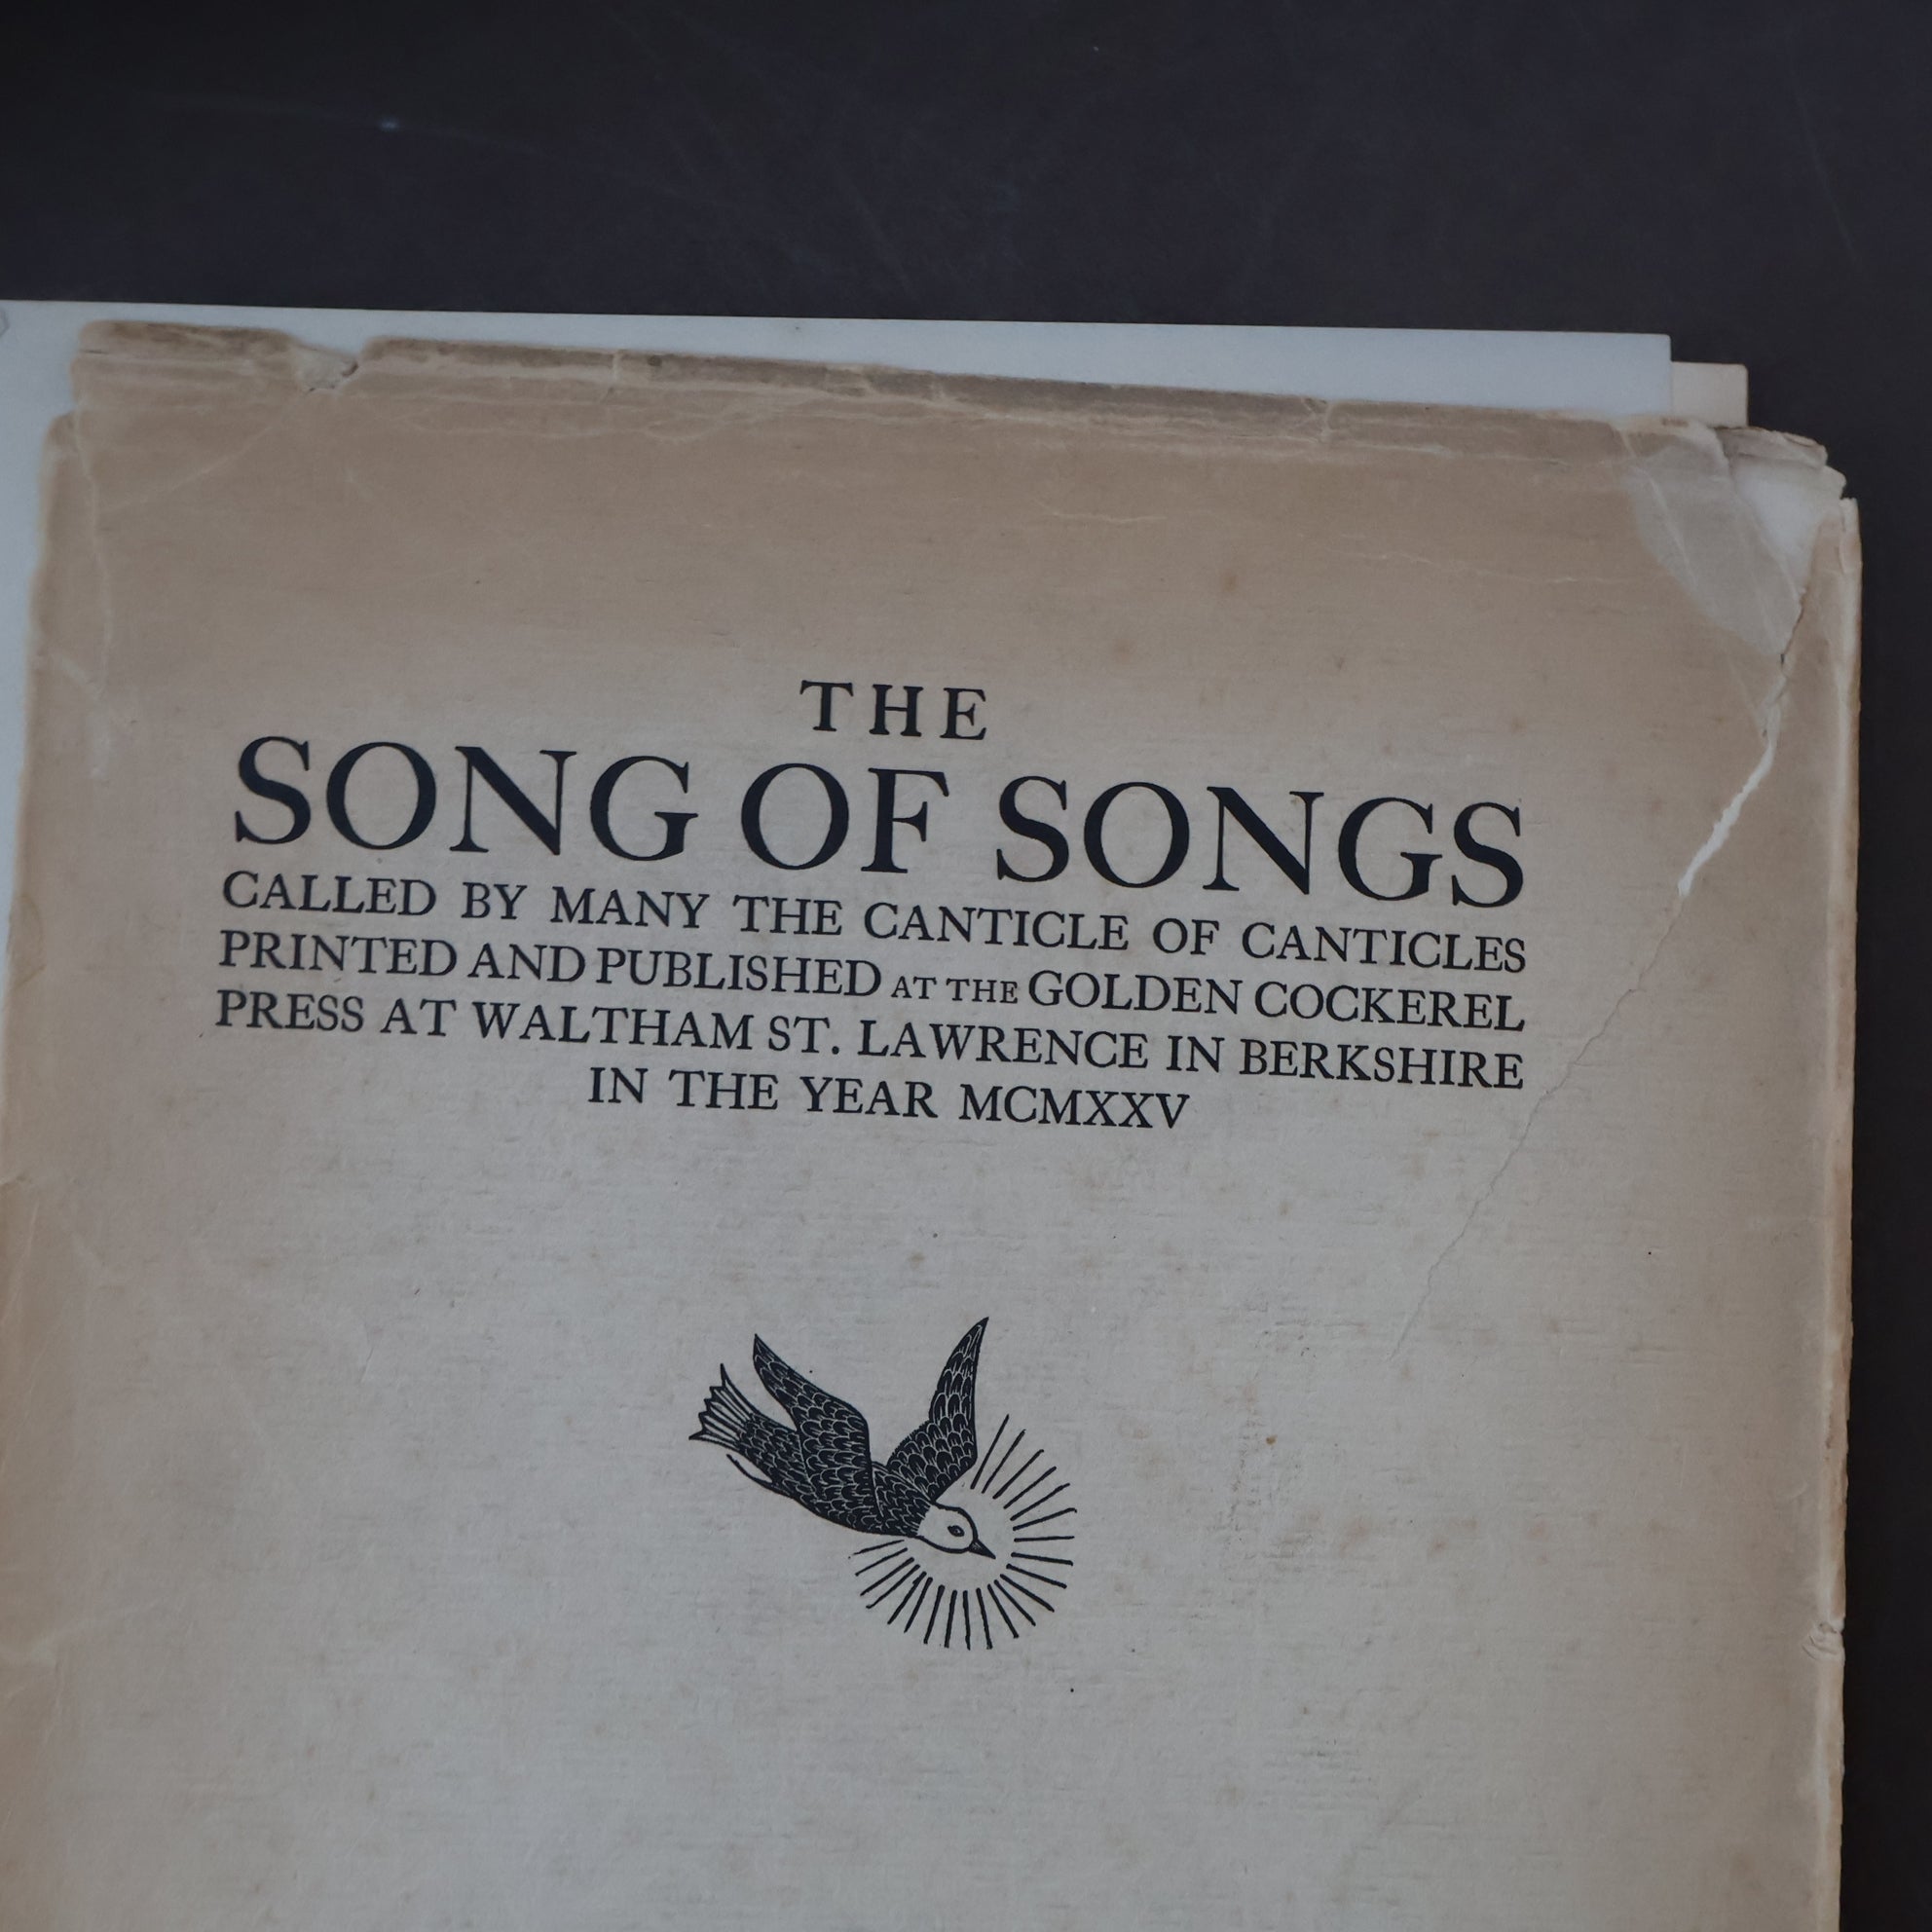 THE
SONG OF SONGS
CALLED BY MANY THE CANTICLE OF CANTICLES
PRINTED AND PUBLISHED AT THE GOLDEN COCKEREL
PRESS AT WALTHAM ST. LAWRENCE IN BERKSHIRE
IN THE YEAR MCMXXV